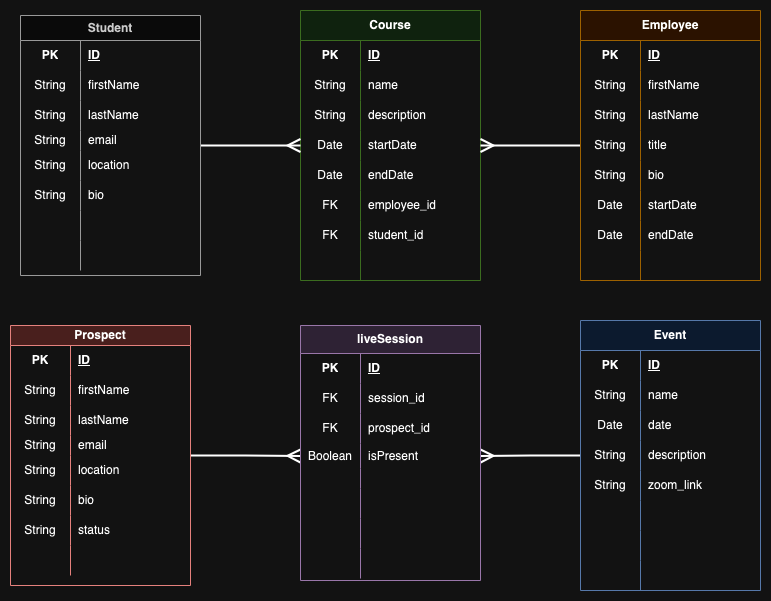 Student
PK ID
String firstName
String lastName
String email
String location
String bio
Course
PK ID
String name
String description
Date startDate
Date endDate
FK employee_id
FK student_id
Employee
PK ID
String firstName
String lastName
String title
String bio
Date startDate
Date endDate
Prospect
PK ID
String firstName
String lastName
String email
String location
String bio
String status
liveSession
PK ID
FK session_id
FK prospect_id
Boolean isPresent
Event
PK ID
String name
Date date
String description
String zoom_link